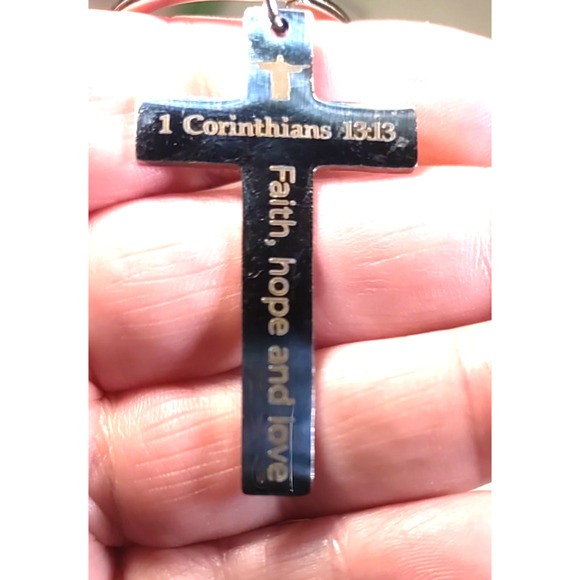 1 Corinthians 13:13
Faith, hope and love